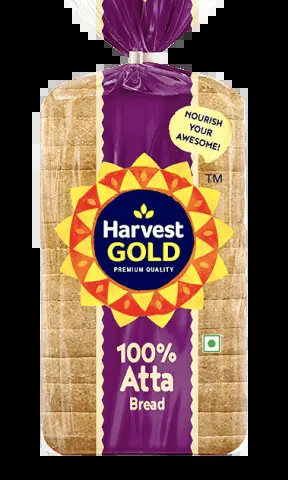 NOURISH
YOUR
AWESOME!
TM
Harvest
GOLD
PREMIUM QUALITY
100%
Atta
Bread